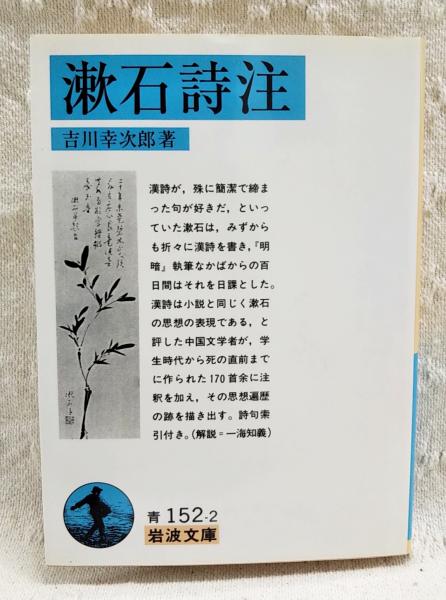 漱石詩注
吉川幸次郎著
漢詩が，殊に簡潔で締ま
った句が好きだ，といっ
ていた漱石は，みずから
も折々に漢詩を書き，『明
暗』執筆なかばからの百
日間はそれを日課とした。
漢詩は小説と同じく漱石
の思想の表現である，と
評した中国文学者が，学
生時代から死の直前まで
に作られた170首余に注
釈を加え，その思想遍歴
の跡を描き出す。詩句索
引付き。(解説＝一海知義)
青 152-2
岩波文庫